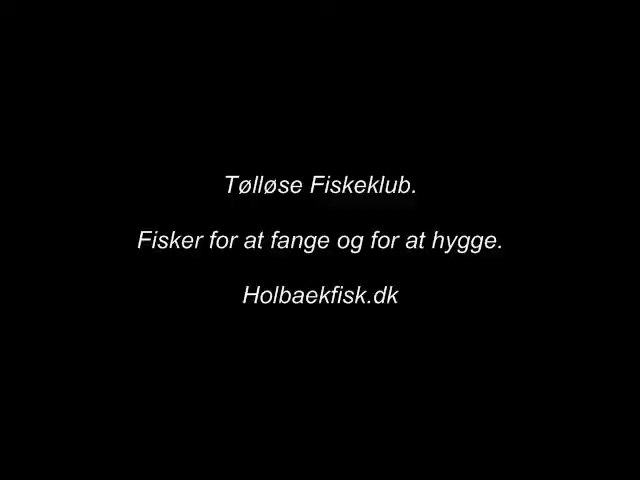 Tølløse Fiskeklub.
Fisker for at fange og for at hygge.
Holbaekfisk.dk